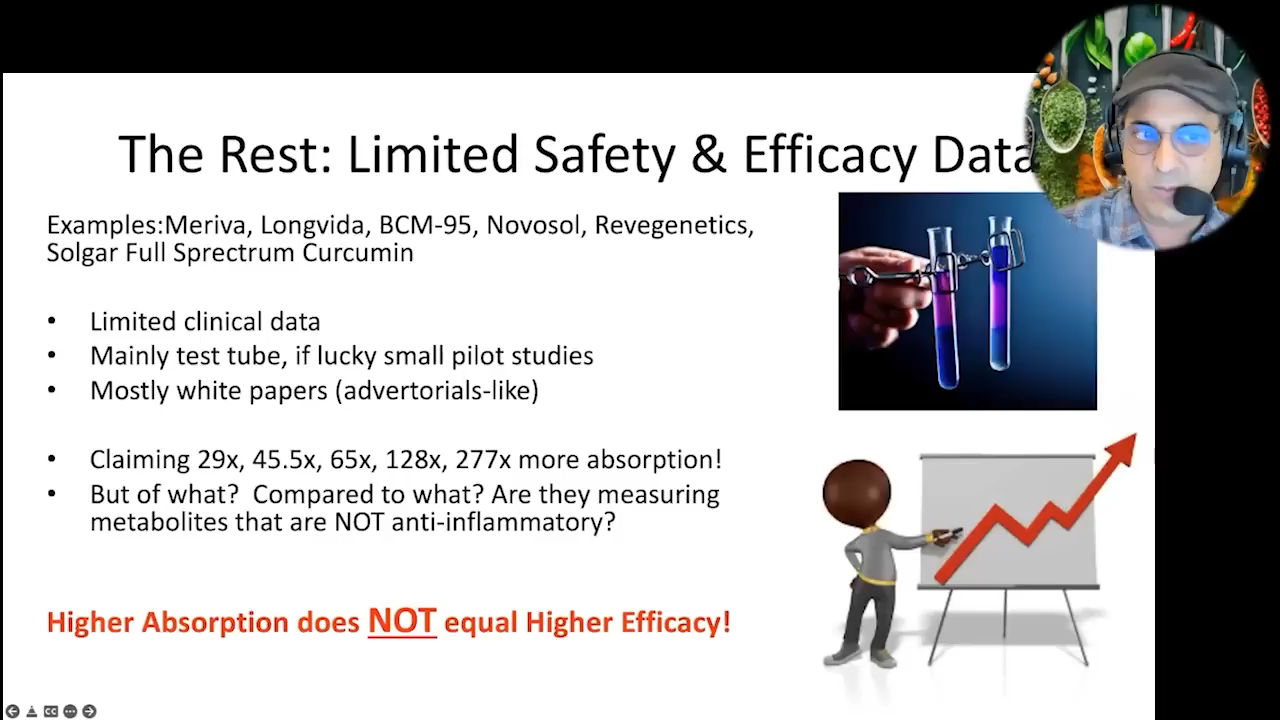 The Rest: Limited Safety & Efficacy Data
Examples:Meriva, Longvida, BCM-95, Novosol, Revegenetics,
Solgar Full Sprectrum Curcumin
• Limited clinical data
• Mainly test tube, if lucky small pilot studies
• Mostly white papers (advertorials-like)
• Claiming 29x, 45.5x, 65x, 128x, 277x more absorption!
• But of what?  Compared to what? Are they measuring
metabolites that are NOT anti-inflammatory?
Higher Absorption does NOT equal Higher Efficacy!
CC